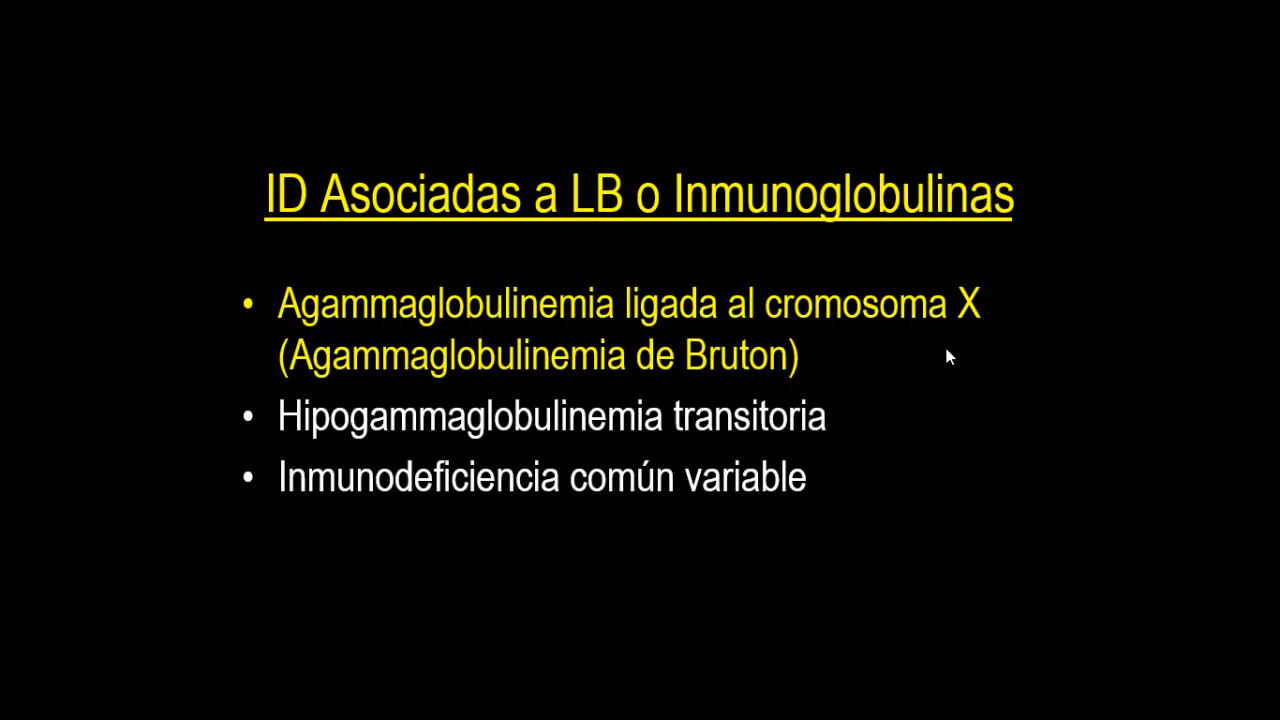 ID Asociadas a LB o Inmunoglobulinas
• Agammaglobulinemia ligada al cromosoma X
(Agammaglobulinemia de Bruton)
• Hipogammaglobulinemia transitoria
• Inmunodeficiencia común variable